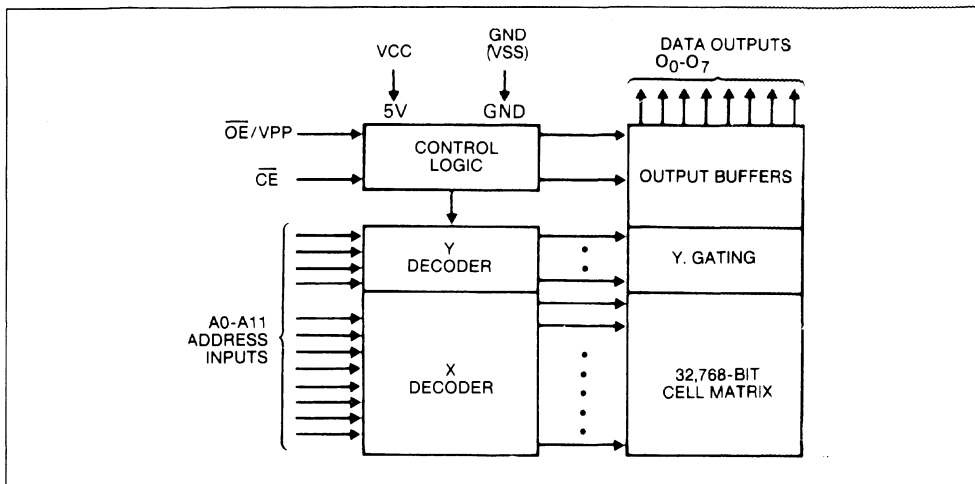 VCC
GND
(VSS)
DATA OUTPUTS
O0-O7
5V
GND
OE/VPP
CE
CONTROL
LOGIC
OUTPUT BUFFERS
Y
DECODER
Y. GATING
A0-A11
ADDRESS
INPUTS
X
DECODER
32,768-BIT
CELL MATRIX